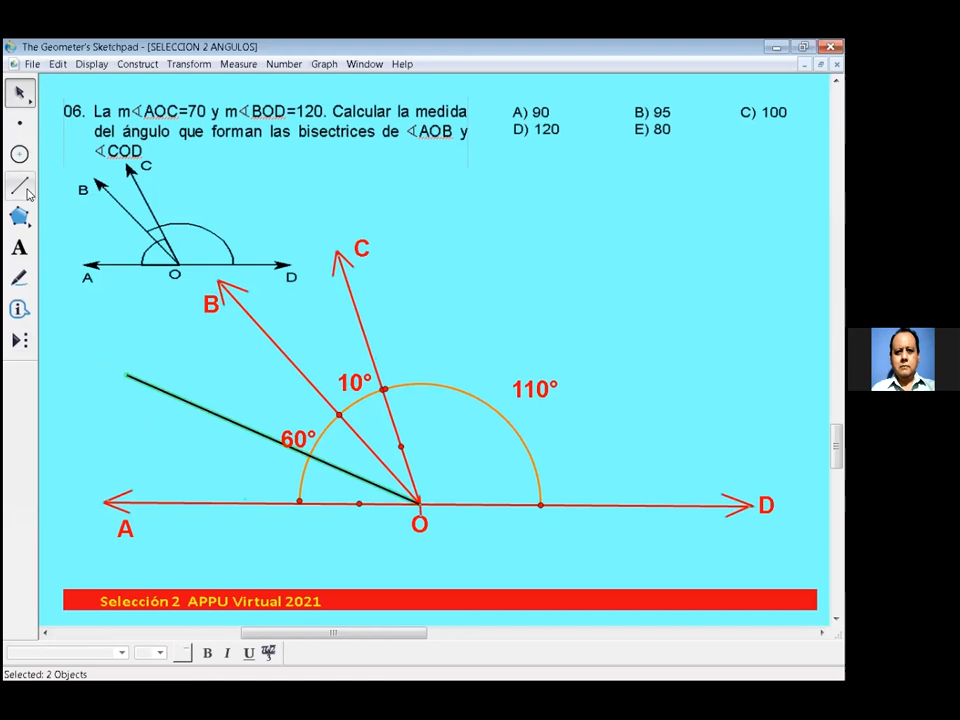 The Geometer's Sketchpad - [SELECCION 2 ANGULOS]
File Edit Display Construct Transform Measure Number Graph Window Help
06. La m∢AOC=70 y m∢BOD=120. Calcular la medida
del ángulo que forman las bisectrices de ∢AOB y
∢COD
A) 90 B) 95 C) 100
D) 120 E) 80
C
B
A O D
C
B
10° 110°
60°
A O D
Selección 2 APPU Virtual 2021
B I U
Selected: 2 Objects